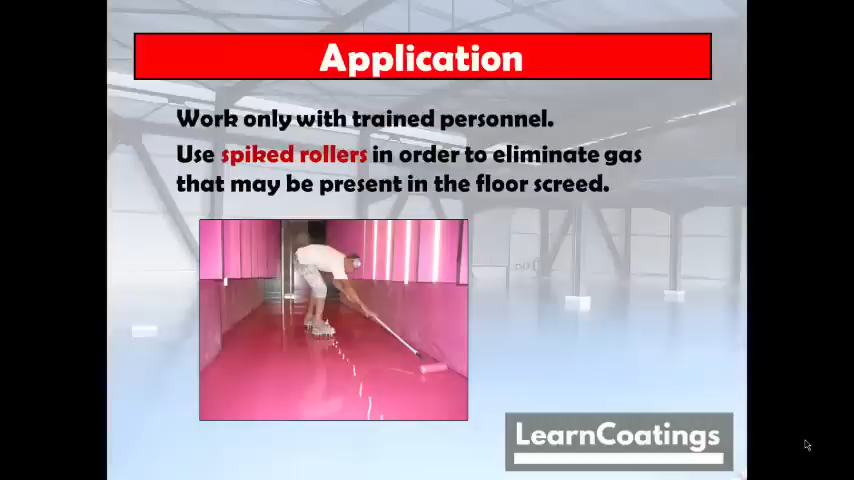 Application
Work only with trained personnel.
Use spiked rollers in order to eliminate gas
that may be present in the floor screed.
LearnCoatings